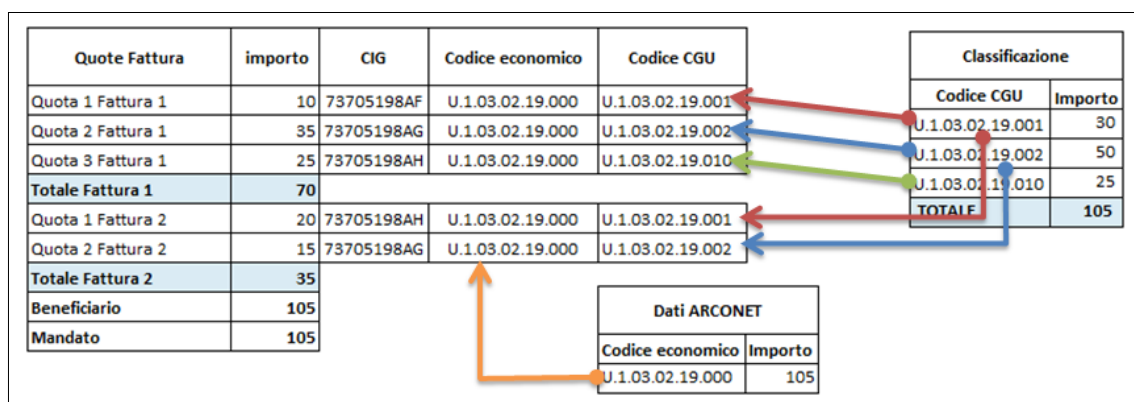 Quote Fattura importo CIG Codice economico Codice CGU
Quota 1 Fattura 1 10 73705198AF U.1.03.02.19.000 U.1.03.02.19.001
Quota 2 Fattura 1 35 73705198AG U.1.03.02.19.000 U.1.03.02.19.002
Quota 3 Fattura 1 25 73705198AH U.1.03.02.19.000 U.1.03.02.19.010
Totale Fattura 1 70
Quota 1 Fattura 2 20 73705198AH U.1.03.02.19.000 U.1.03.02.19.001
Quota 2 Fattura 2 15 73705198AG U.1.03.02.19.000 U.1.03.02.19.002
Totale Fattura 2 35
Beneficiario 105
Mandato 105
Classificazione
Codice CGU Importo
U.1.03.02.19.001 30
U.1.03.02.19.002 50
U.1.03.02.19.010 25
TOTALE 105
Dati ARCONET
Codice economico Importo
U.1.03.02.19.000 105